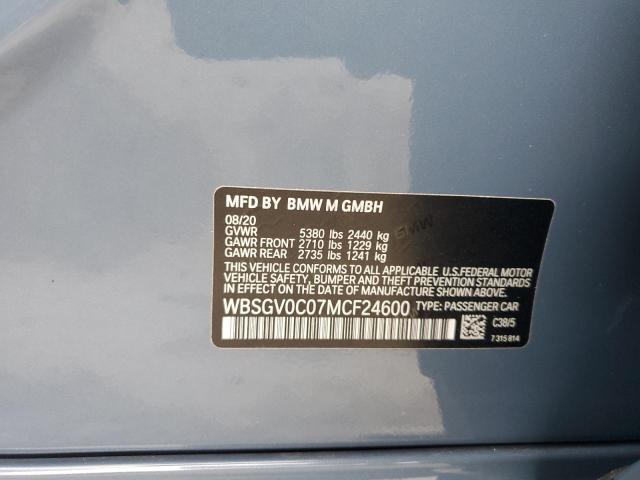 MFD BY BMW M GMBH
08/20
GVWR 5380 lbs 2440 kg
GAWR FRONT 2710 lbs 1229 kg
GAWR REAR 2735 lbs 1241 kg
THIS VEHICLE CONFORMS TO ALL APPLICABLE U.S.FEDERAL MOTOR
VEHICLE SAFETY, BUMPER AND THEFT PREVENTION STANDARDS
IN EFFECT ON THE DATE OF MANUFACTURE SHOWN ABOVE.
WBSGV0C07MCF24600 TYPE: PASSENGER CAR
C38/5
7 315 814